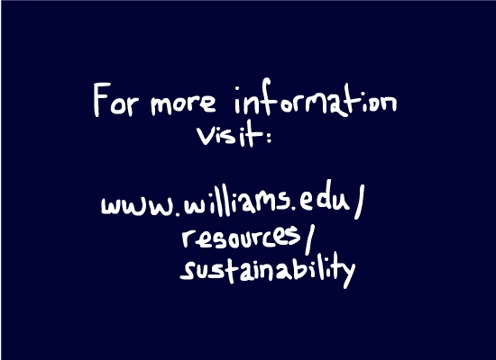 For more information
visit:
www.williams.edu/
resources/
sustainability